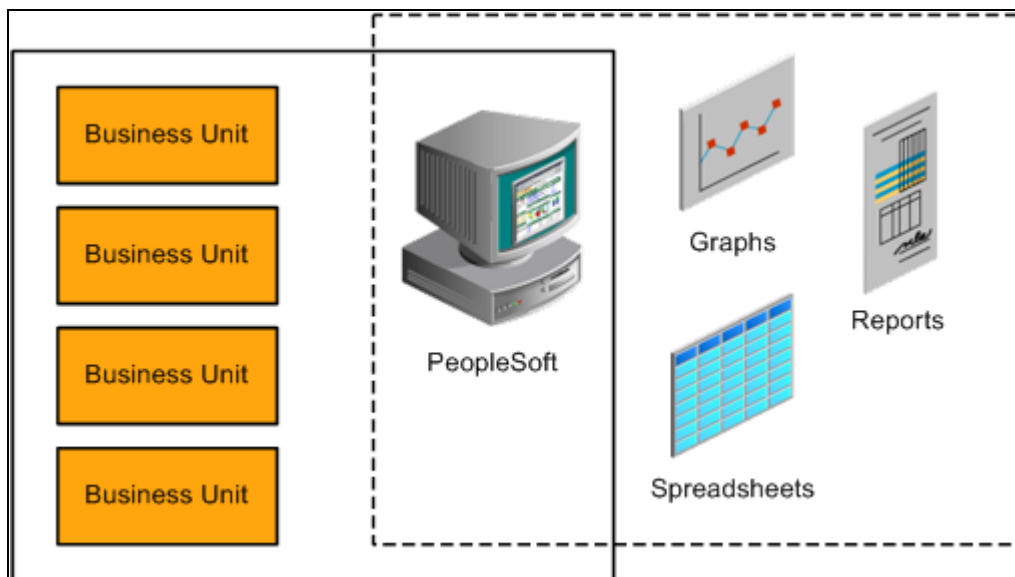 Business Unit
Business Unit
Business Unit
Business Unit
PeopleSoft
Graphs
Reports
Spreadsheets